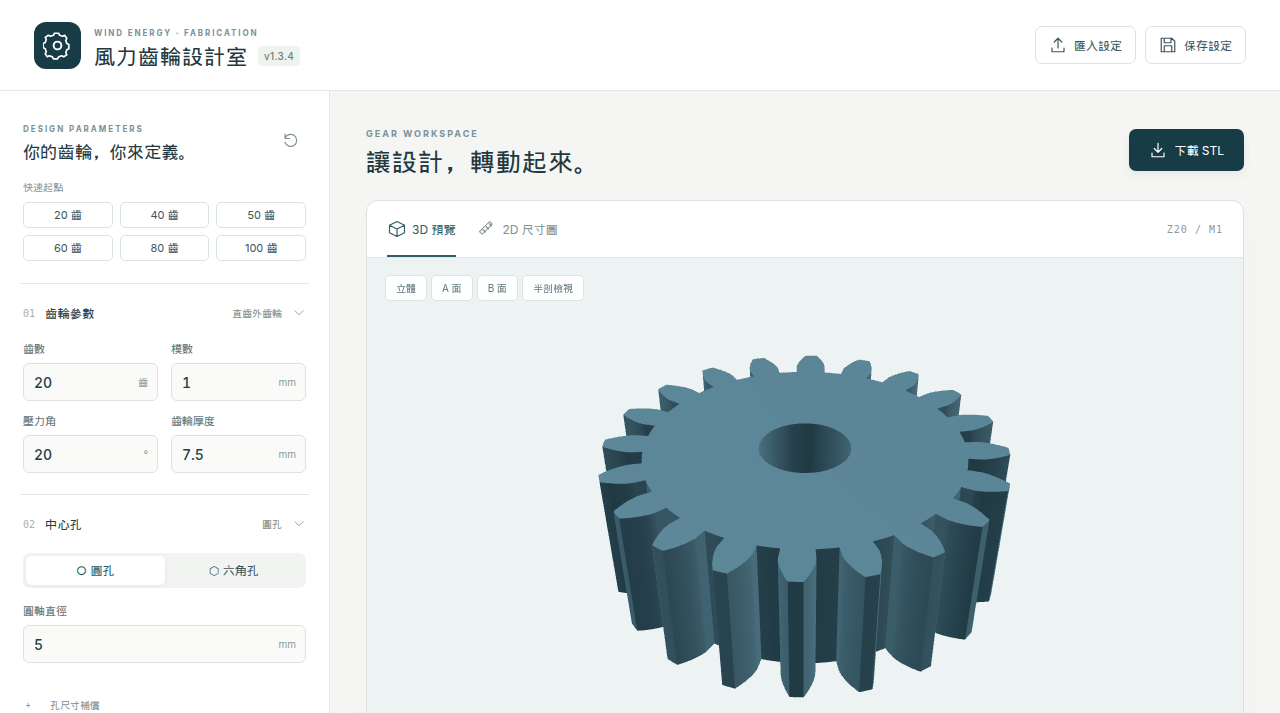 WIND ENERGY · FABRICATION
風力齒輪設計室 v1.3.4
匯入設定
保存設定
DESIGN PARAMETERS
你的齒輪，你來定義。
快速起點
20 齒
40 齒
50 齒
60 齒
80 齒
100 齒
01 齒輪參數 直齒外齒輪
齒數
模數
20 齒
1 mm
壓力角
齒輪厚度
20 °
7.5 mm
02 中心孔 圓孔
圓孔
六角孔
圓軸直徑
5 mm
+ 孔尺寸補償
GEAR WORKSPACE
讓設計，轉動起來。
下載 STL
3D 預覽
2D 尺寸圖
Z20 / M1
立體
A 面
B 面
半剖檢視